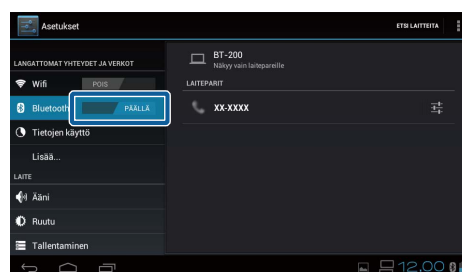 Asetukset
ETSI LAITTEITA
LANGATTOMAT YHTEYDET JA VERKOT
Wifi POIS
Bluetooth PÄÄLLÄ
Tietojen käyttö
Lisää...
LAITE
Ääni
Ruutu
Tallentaminen
BT-200
Näkyy vain laitepareille
LAITEPARIT
XX-XXXX
12.00